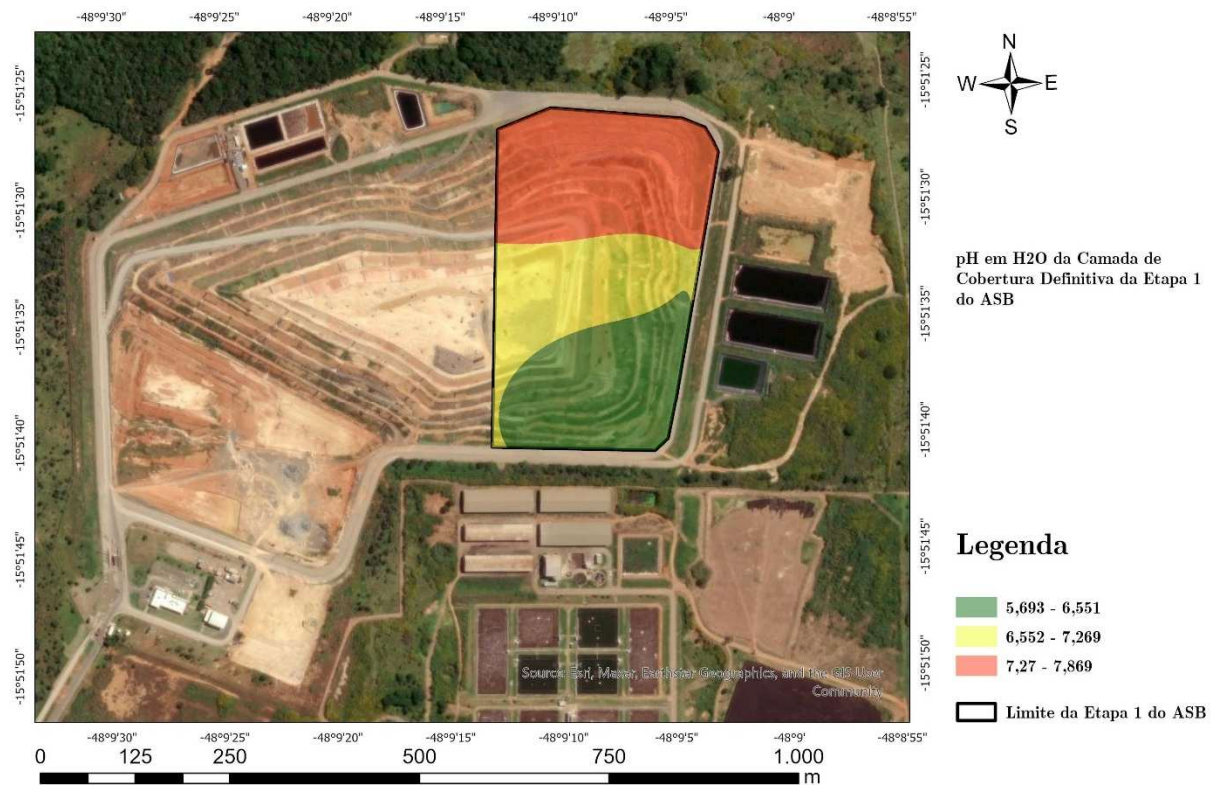 -48°9'30" -48°9'25" -48°9'20" -48°9'15" -48°9'10" -48°9'5" -48°9' -48°8'55"
-15°51'25"
-15°51'30"
-15°51'35"
-15°51'40"
-15°51'45"
-15°51'50"
-15°51'25"
-15°51'30"
-15°51'35"
-15°51'40"
-15°51'45"
-15°51'50"
Source: Esri, Maxar, Earthstar Geographics, and the GIS User
Community
-48°9'30" -48°9'25" -48°9'20" -48°9'15" -48°9'10" -48°9'5" -48°9' -48°8'55"
0 125 250 500 750 1.000
m
N
W E
S
pH em H2O da Camada de
Cobertura Definitiva da Etapa 1
do ASB
Legenda
5,693 - 6,551
6,552 - 7,269
7,27 - 7,869
Limite da Etapa 1 do ASB